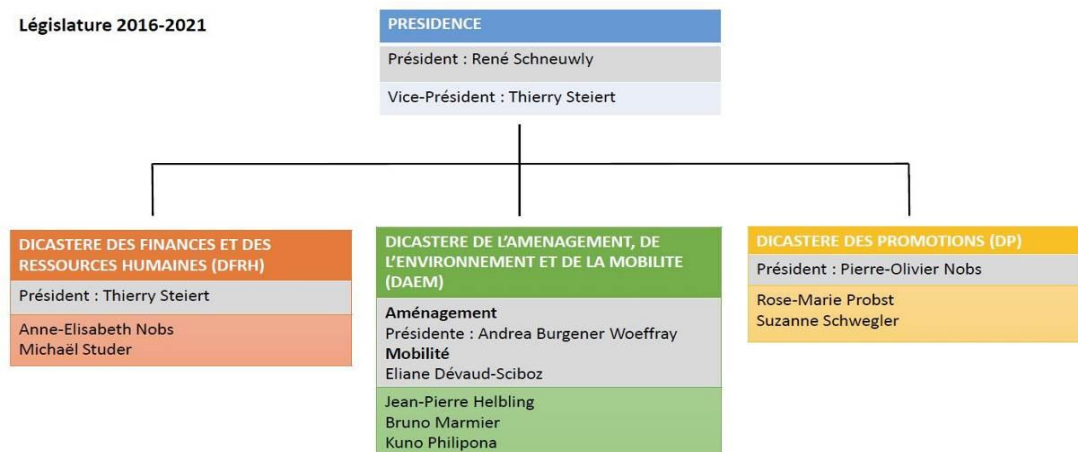 Législature 2016-2021
PRESIDENCE
Président : René Schneuwly
Vice-Président : Thierry Steiert
DICASTERE DES FINANCES ET DES
RESSOURCES HUMAINES (DFRH)
Président : Thierry Steiert
Anne-Elisabeth Nobs
Michaël Studer
DICASTERE DE L'AMENAGEMENT, DE
L'ENVIRONNEMENT ET DE LA MOBILITE
(DAEM)
Aménagement
Présidente : Andrea Burgener Woeffray
Mobilité
Eliane Dévaud-Sciboz
Jean-Pierre Helbling
Bruno Marmier
Kuno Philipona
DICASTERE DES PROMOTIONS (DP)
Président : Pierre-Olivier Nobs
Rose-Marie Probst
Suzanne Schwegler